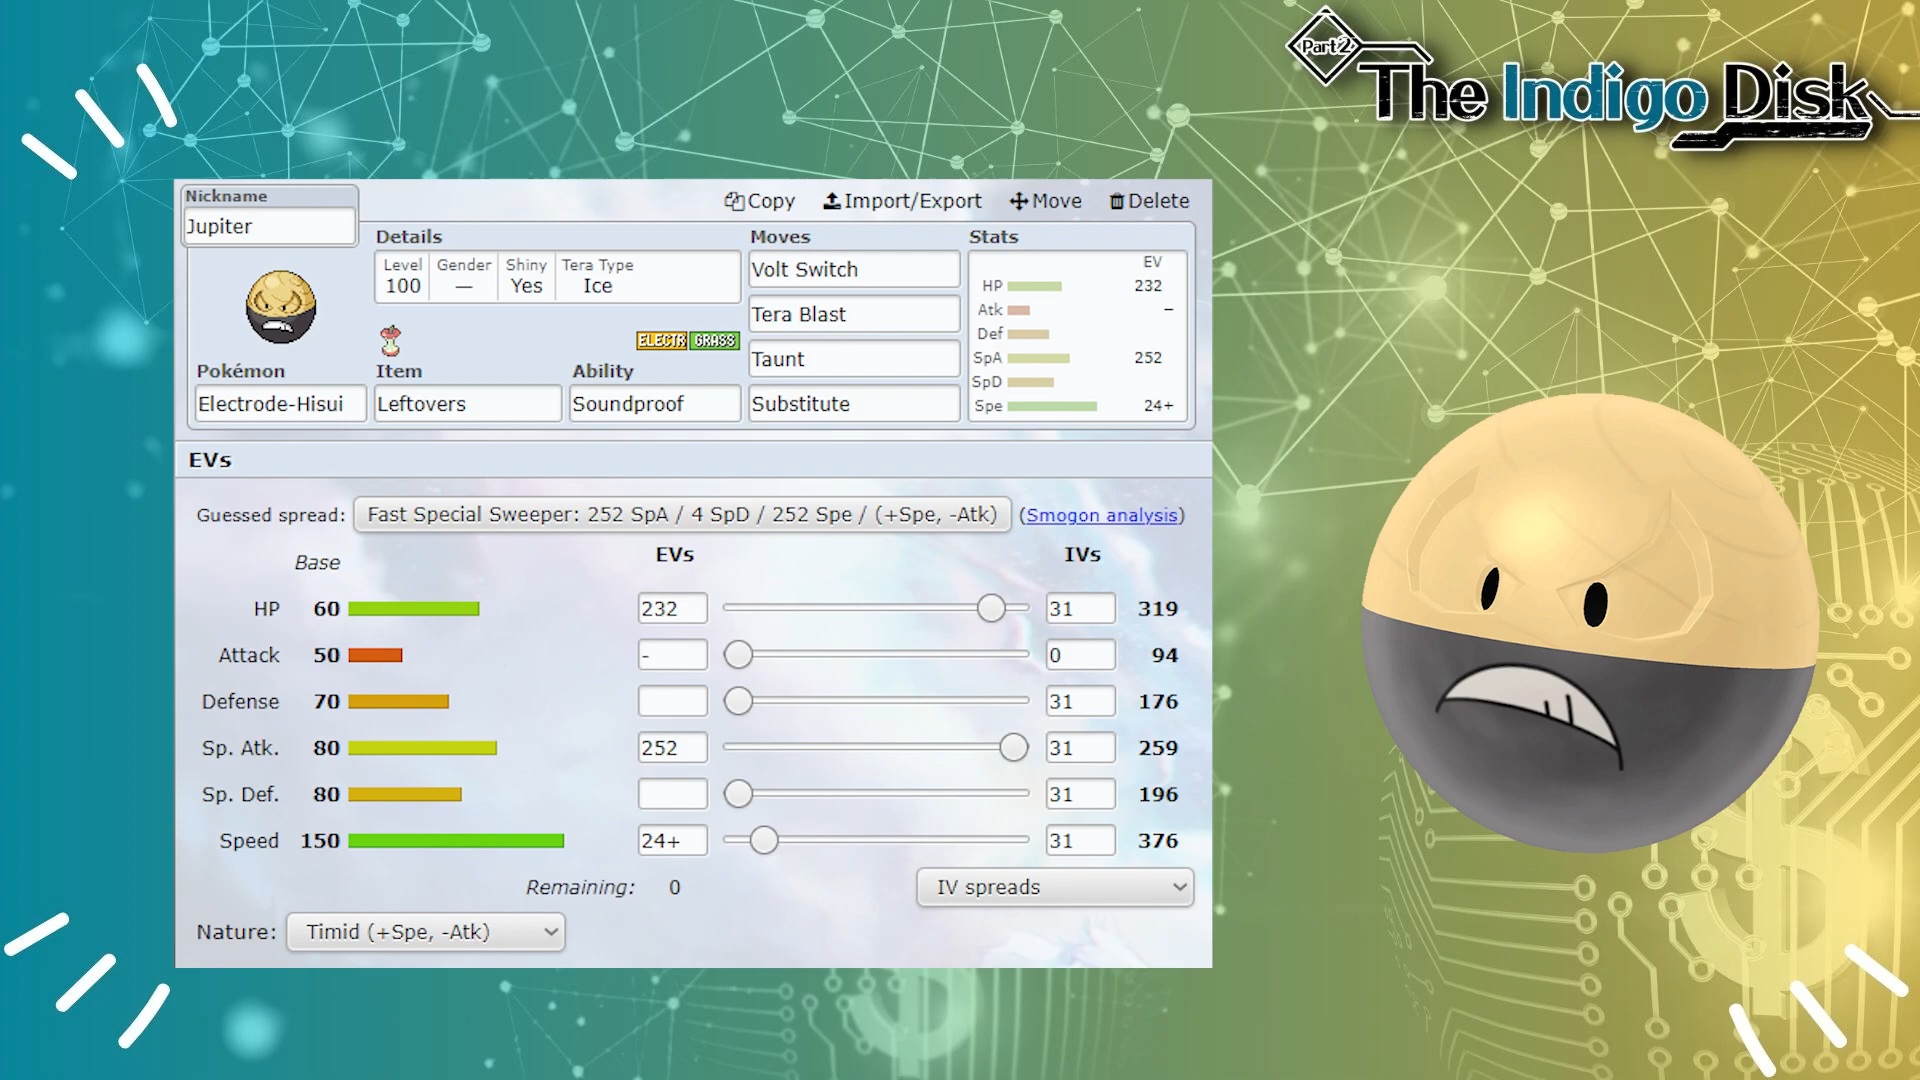 Part 2
The Indigo Disk
Nickname
Jupiter
Copy Import/Export Move Delete
Details
Level Gender Shiny Tera Type
100 — Yes Ice
ELECTR GRASS
Pokémon Item Ability
Electrode-Hisui Leftovers Soundproof
Moves
Volt Switch
Tera Blast
Taunt
Substitute
Stats
EV
HP 232
Atk –
Def
SpA 252
SpD
Spe 24+
EVs
Guessed spread: Fast Special Sweeper: 252 SpA / 4 SpD / 252 Spe / (+Spe, -Atk) (Smogon analysis)
Base EVs IVs
HP 60 232 31 319
Attack 50 - 0 94
Defense 70 31 176
Sp. Atk. 80 252 31 259
Sp. Def. 80 31 196
Speed 150 24+ 31 376
Remaining: 0 IV spreads
Nature: Timid (+Spe, -Atk)